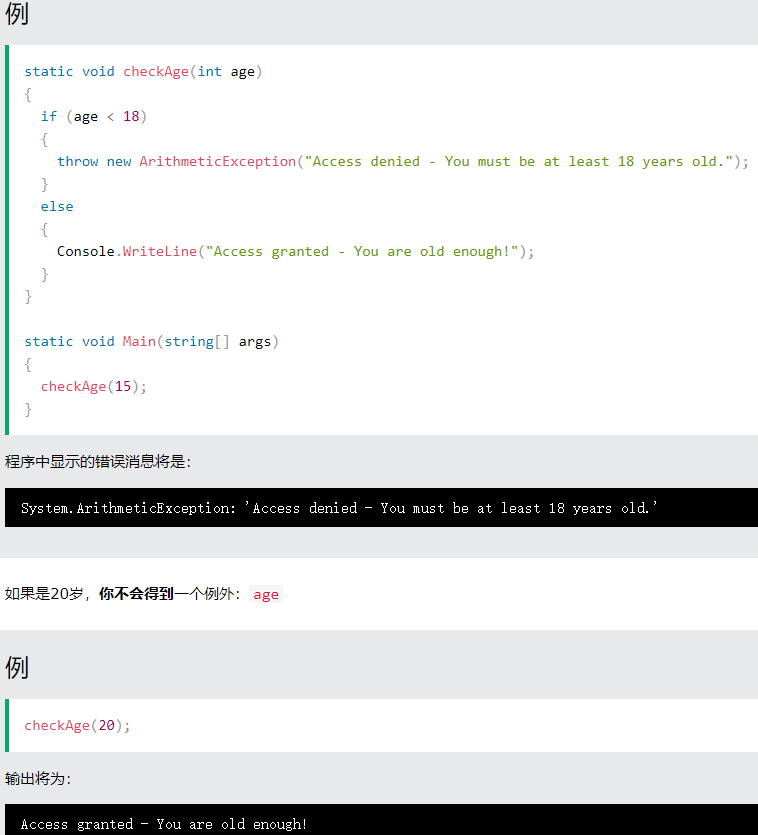 例
static void checkAge(int age)
{
  if (age < 18)
  {
    throw new ArithmeticException("Access denied - You must be at least 18 years old.");
  }
  else
  {
    Console.WriteLine("Access granted - You are old enough!");
  }
}
static void Main(string[] args)
{
  checkAge(15);
}
程序中显示的错误消息将是：
System.ArithmeticException: 'Access denied - You must be at least 18 years old.'
如果是20岁，你不会得到一个例外： age
例
checkAge(20);
输出将为：
Access granted - You are old enough!